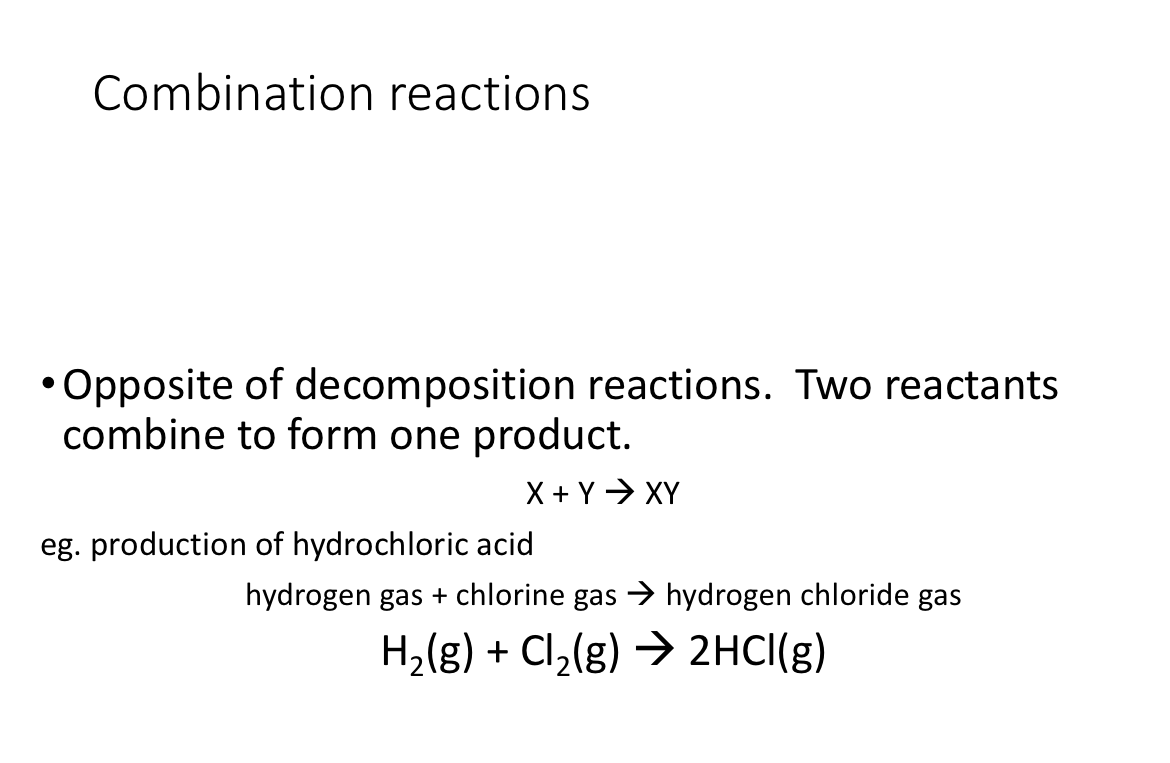 Combination reactions
•Opposite of decomposition reactions.  Two reactants
combine to form one product.
X + Y → XY
eg. production of hydrochloric acid
hydrogen gas + chlorine gas → hydrogen chloride gas
H₂(g) + Cl₂(g) → 2HCl(g)